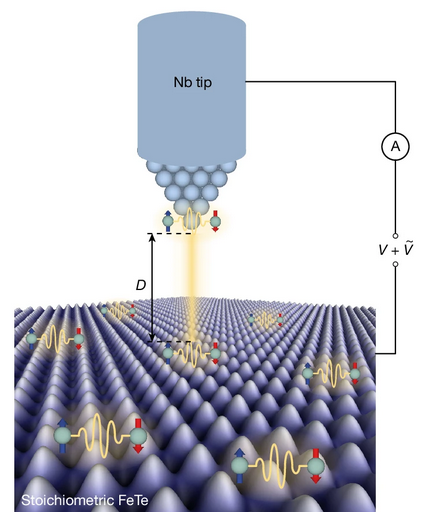 Nb tip
A
V + Ṽ
D
Stoichiometric FeTe